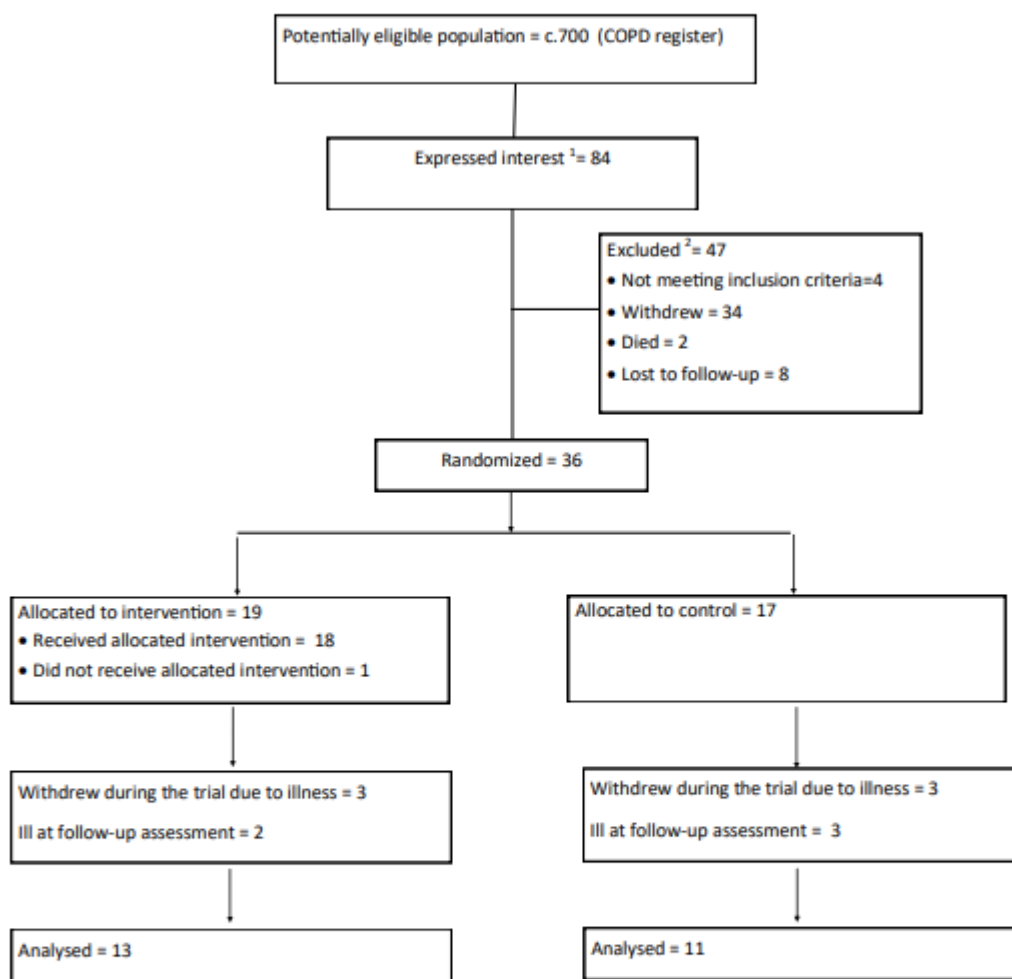 Potentially eligible population = c.700 (COPD register)
Expressed interest ¹= 84
Excluded ²= 47
• Not meeting inclusion criteria=4
• Withdrew = 34
• Died = 2
• Lost to follow-up = 8
Randomized = 36
Allocated to intervention = 19
• Received allocated intervention = 18
• Did not receive allocated intervention = 1
Allocated to control = 17
Withdrew during the trial due to illness = 3
Ill at follow-up assessment = 2
Withdrew during the trial due to illness = 3
Ill at follow-up assessment = 3
Analysed = 13
Analysed = 11